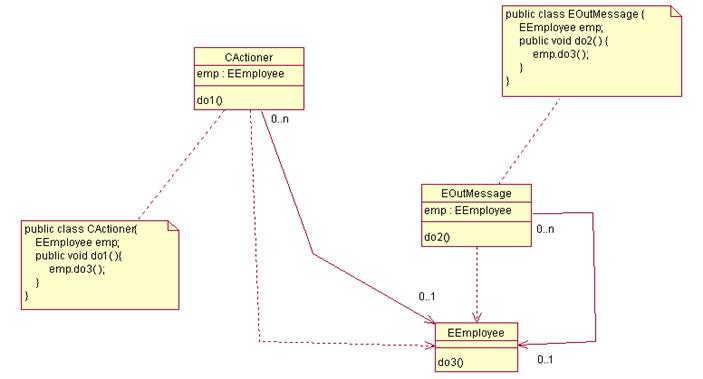 public class EOutMessage {
EEmployee emp;
public void do2() {
emp.do3();
}
}
CActioner
emp : EEmployee
do1()
0..n
EOutMessage
emp : EEmployee
do2()
0..n
public class CActioner{
EEmployee emp;
public void do1(){
emp.do3();
}
}
0..1
EEmployee
do3()
0..1